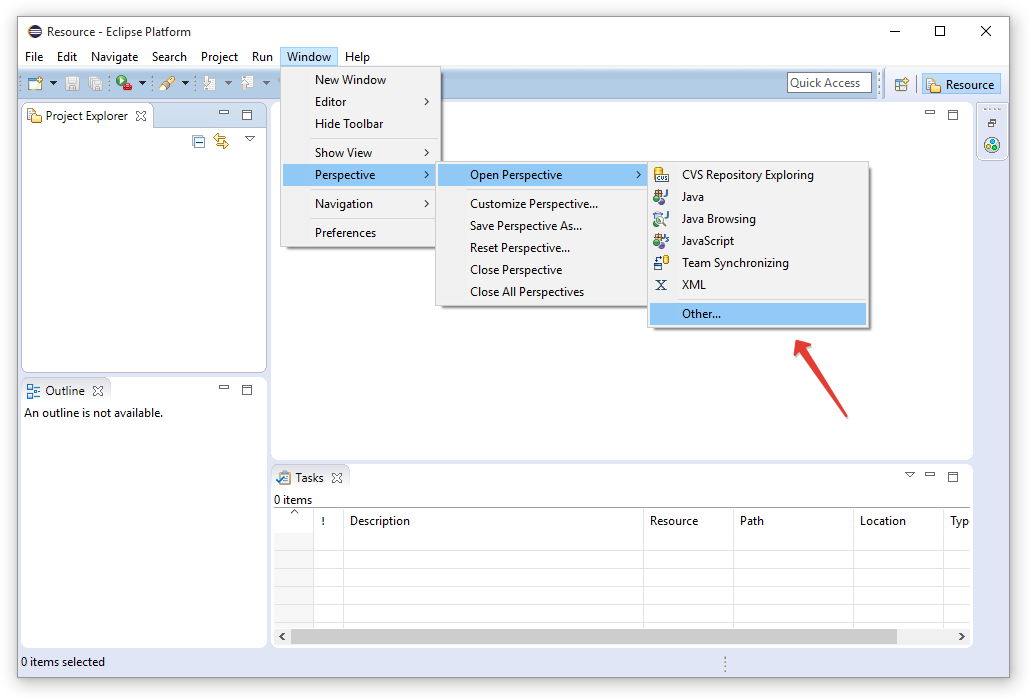 Resource - Eclipse Platform
File Edit Navigate Search Project Run Window Help
Quick Access
Resource
New Window
Editor
Hide Toolbar
Show View
Perspective
Navigation
Preferences
Open Perspective
Customize Perspective...
Save Perspective As...
Reset Perspective...
Close Perspective
Close All Perspectives
CVS CVS Repository Exploring
Java
Java Browsing
JavaScript
Team Synchronizing
X XML
Other...
Project Explorer
Outline
An outline is not available.
Tasks
0 items
! Description Resource Path Location Typ
0 items selected